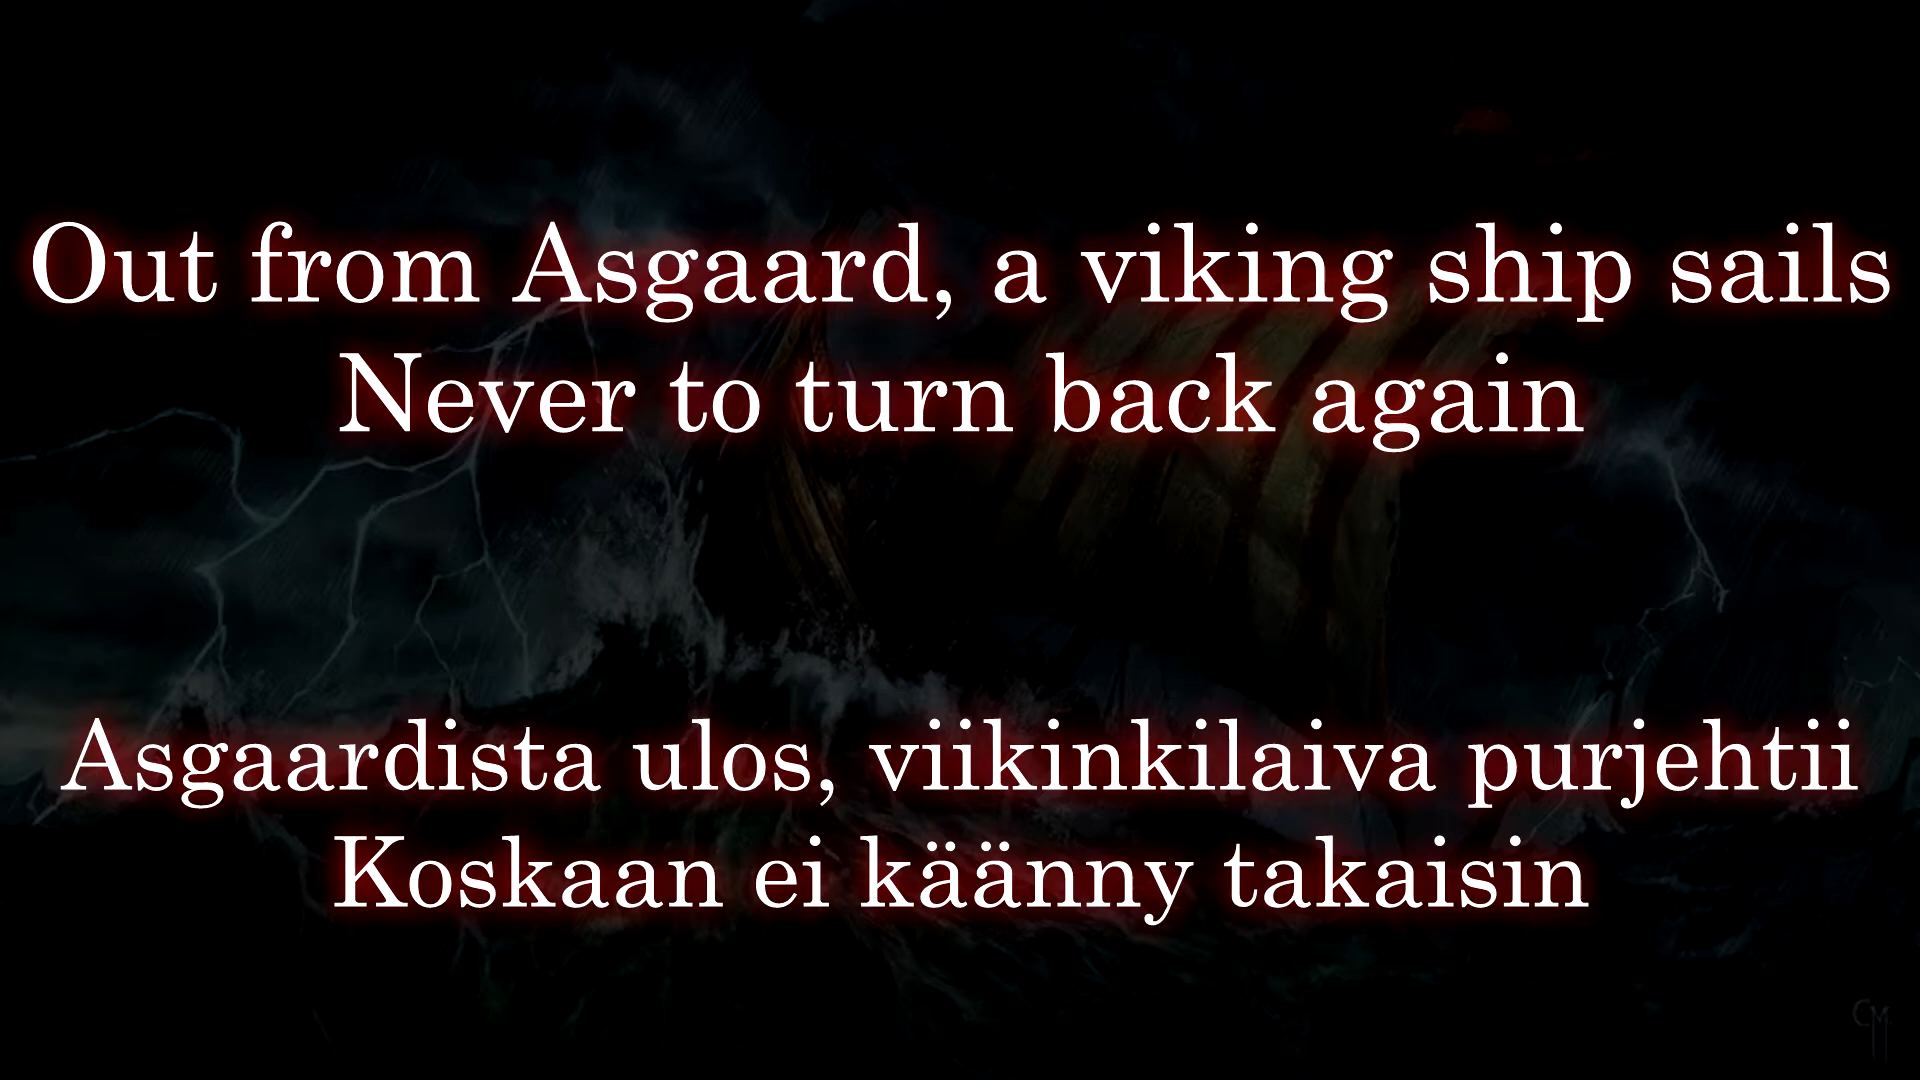 Out from Asgaard, a viking ship sails
Never to turn back again
Asgaardista ulos, viikinkilaiva purjehtii
Koskaan ei käänny takaisin
CM